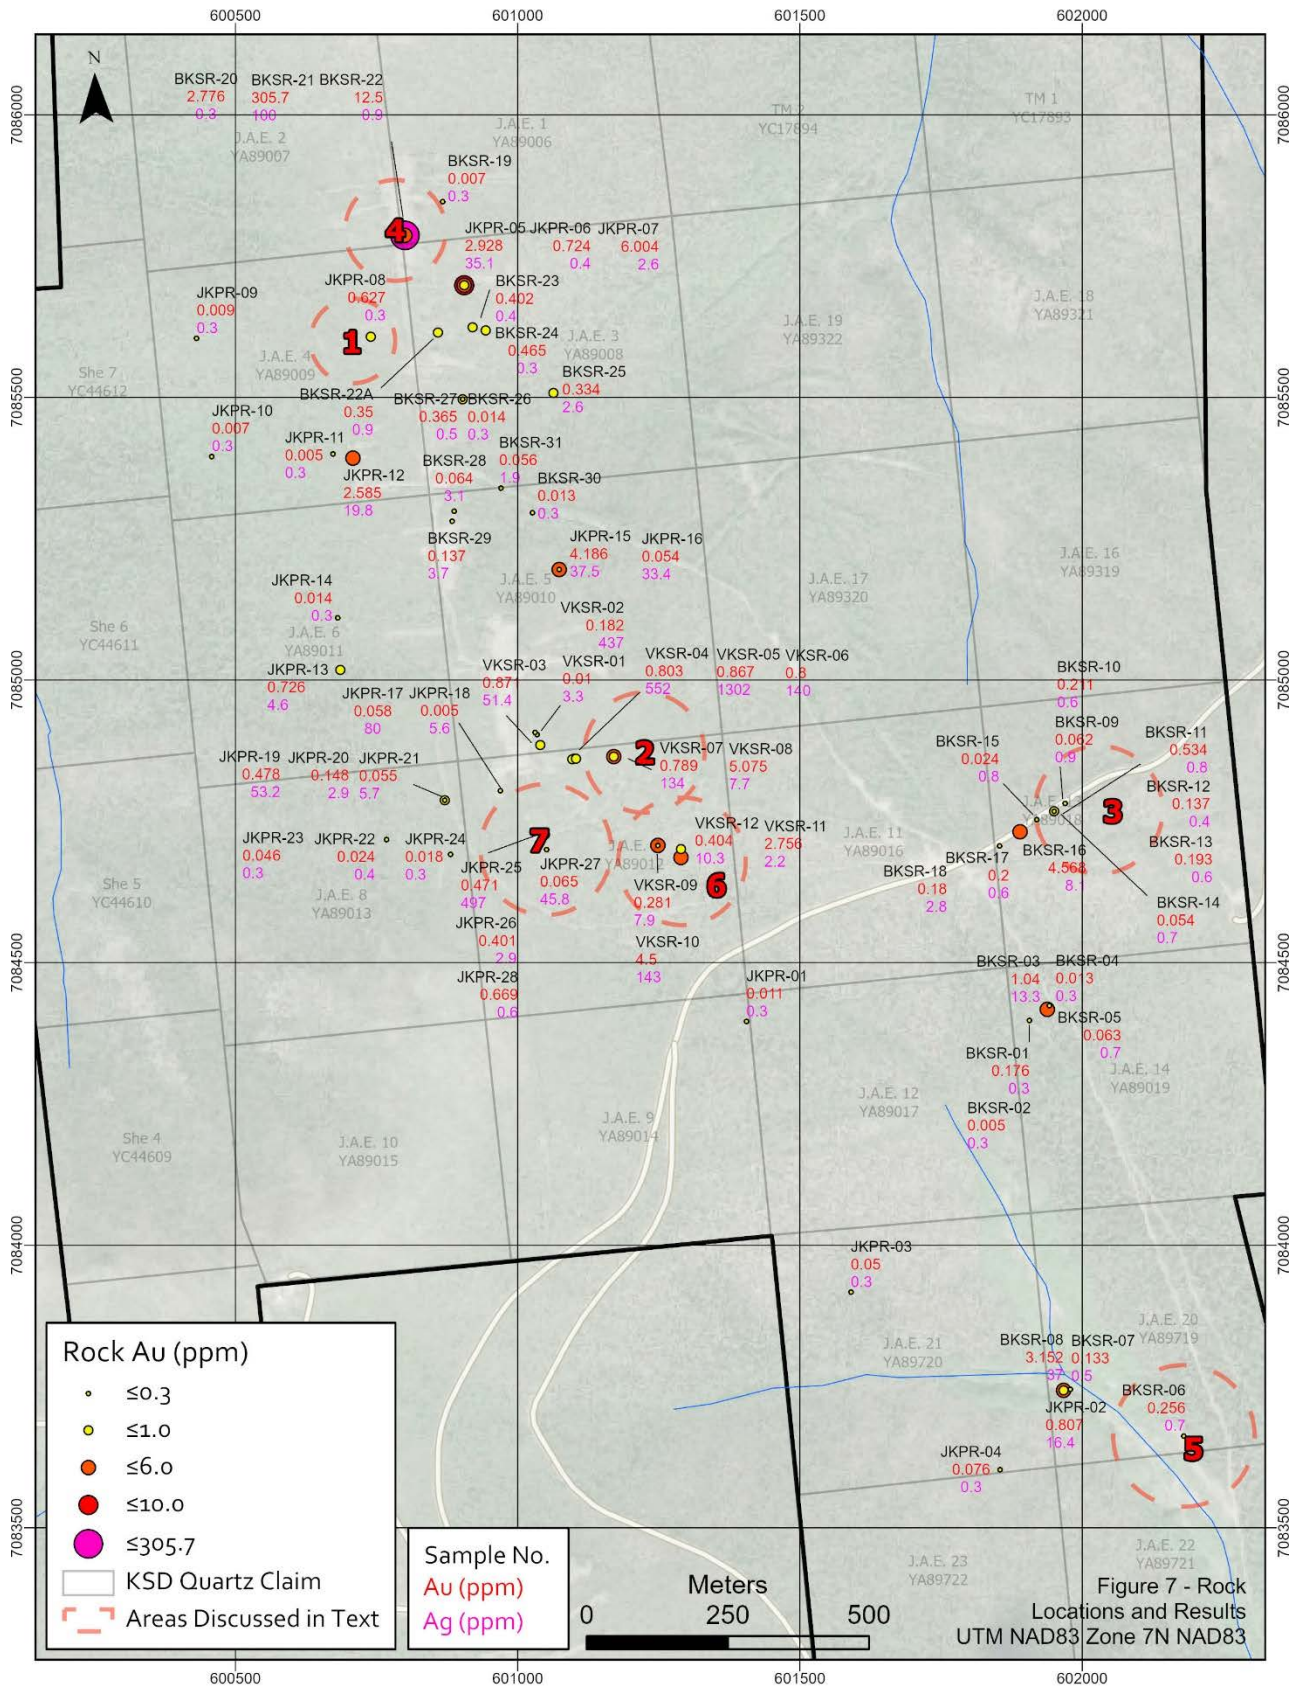 600500
601000
601500
602000
N
BKSR-20
2.776
0.3
BKSR-21
305.7
100
BKSR-22
12.5
0.9
J.A.E. 2
YA89007
J.A.E. 1
YA89006
TM 2
YC17894
TM 1
YC17893
7086000
7086000
BKSR-19
0.007
0.3
4
JKPR-05
2.928
35.1
JKPR-06
0.724
0.4
JKPR-07
6.004
2.6
JKPR-08
0.627
0.3
BKSR-23
0.402
0.4
JKPR-09
0.009
0.3
1
BKSR-24
0.465
0.3
J.A.E. 3
YA89008
J.A.E. 19
YA89322
J.A.E. 18
YA89321
J.A.E. 4
YA89009
She 7
YC44612
BKSR-25
0.334
2.6
7085500
7085500
BKSR-22A
0.35
0.9
BKSR-27
0.365
0.5
BKSR-26
0.014
0.3
JKPR-10
0.007
0.3
JKPR-11
0.005
0.3
JKPR-12
2.585
19.8
BKSR-31
0.056
1.9
BKSR-28
0.064
3.1
BKSR-30
0.013
0.3
BKSR-29
0.137
3.7
JKPR-15
4.186
37.5
JKPR-16
0.054
33.4
J.A.E. 5
YA89010
J.A.E. 17
YA89320
J.A.E. 16
YA89319
JKPR-14
0.014
0.3
J.A.E. 6
YA89011
She 6
YC44611
VKSR-02
0.182
437
7085000
7085000
JKPR-13
0.726
4.6
VKSR-03
0.871
51.4
VKSR-01
0.01
3.3
VKSR-04
0.803
552
VKSR-05
0.867
1302
VKSR-06
0.8
140
JKPR-17
0.058
80
JKPR-18
0.005
5.6
BKSR-10
0.211
0.6
BKSR-09
0.062
0.9
BKSR-11
0.534
0.8
BKSR-15
0.024
0.8
2
VKSR-07
0.789
134
VKSR-08
5.075
7.7
JKPR-19
0.478
53.2
JKPR-20
0.148
2.9
JKPR-21
0.055
5.7
BKSR-12
0.137
0.4
3
7
JKPR-23
0.046
0.3
JKPR-22
0.024
0.4
JKPR-24
0.018
0.3
JKPR-25
0.471
497
JKPR-27
0.065
45.8
YA89012
VKSR-12
0.404
10.3
VKSR-11
2.756
2.2
J.A.E. 11
YA89016
BKSR-13
0.193
0.6
BKSR-16
4.568
8.1
BKSR-17
0.2
0.6
BKSR-18
0.18
2.8
6
VKSR-09
0.281
7.9
BKSR-14
0.054
0.7
She 5
YC44610
J.A.E. 8
YA89013
JKPR-26
0.401
2.9
VKSR-10
4.5
143
7084500
7084500
JKPR-28
0.669
0.6
JKPR-01
0.011
0.3
BKSR-03
1.04
13.3
BKSR-04
0.013
0.3
BKSR-05
0.063
0.7
BKSR-01
0.176
0.3
J.A.E. 14
YA89019
J.A.E. 12
YA89017
BKSR-02
0.005
0.3
She 4
YC44609
J.A.E. 10
YA89015
J.A.E. 9
YA89014
7084000
7084000
JKPR-03
0.05
0.3
J.A.E. 21
YA89720
J.A.E. 20
YA89719
BKSR-08
3.152
37
BKSR-07
0.133
0.5
JKPR-02
0.807
16.4
BKSR-06
0.256
0.7
5
JKPR-04
0.076
0.3
7083500
7083500
J.A.E. 23
YA89722
J.A.E. 22
YA89721
Rock Au (ppm)
≤0.3
≤1.0
≤6.0
≤10.0
≤305.7
KSD Quartz Claim
Areas Discussed in Text
Sample No.
Au (ppm)
Ag (ppm)
Meters
0 250 500
Figure 7 - Rock
Locations and Results
UTM NAD83 Zone 7N NAD83
600500
601000
601500
602000